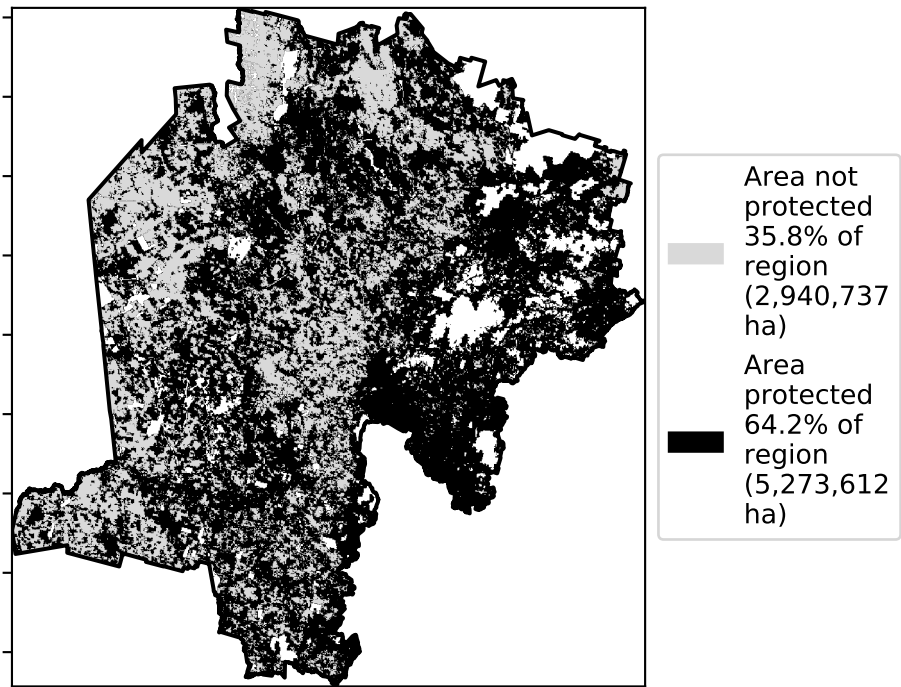 Area not
protected
35.8% of
region
(2,940,737
ha)
Area
protected
64.2% of
region
(5,273,612
ha)